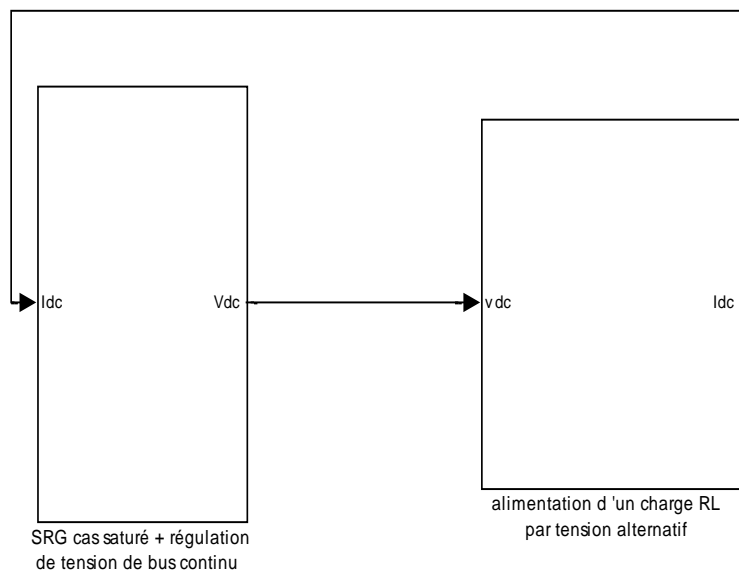 Idc
Vdc
vdc
Idc
SRG cas saturé + régulation
de tension de bus continu
alimentation d 'un charge RL
par tension alternatif